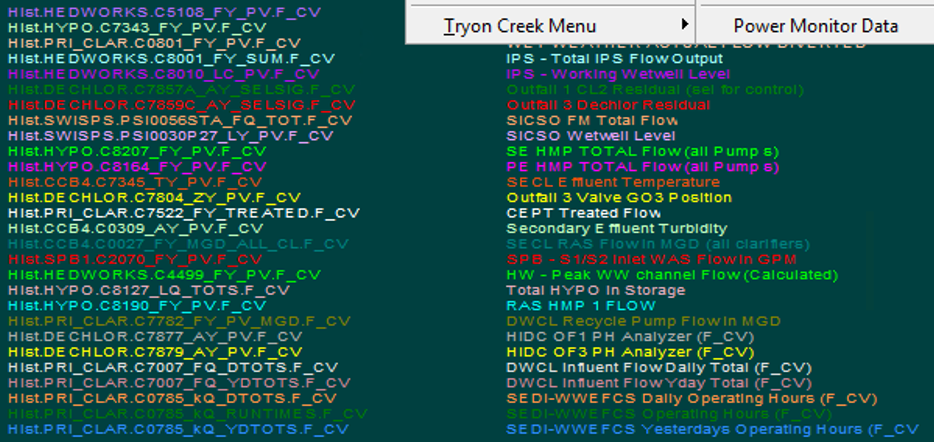 Tryon Creek Menu
Power Monitor Data
Hist.HEDWORKS.C5108_FY_PV.F_CV
Hist.HYPO.C7343_FY_PV.F_CV
Hist.PRI_CLAR.C0801_FY_PV.F_CV WET WEATHER ACTUAL FLOW DIVERTED
Hist.HEDWORKS.C8001_FY_SUM.F_CV IPS - Total IPS Flow Output
Hist.HEDWORKS.C8010_LC_PV.F_CV IPS - Working Wetwell Level
Hist.DECHLOR.C7857A_AY_SELSIG.F_CV Outfall 1 CL2 Residual (sel for control)
Hist.DECHLOR.C7859C_AY_SELSIG.F_CV Outfall 3 Dechlor Residual
Hist.SWISPS.PSI0056STA_FQ_TOT.F_CV SICSO FM Total Flow
Hist.SWISPS.PSI0030P27_LY_PV.F_CV SICSO Wetwell Level
Hist.HYPO.C8207_FY_PV.F_CV SE HMP TOTAL Flow (all Pump s)
Hist.HYPO.C8164_FY_PV.F_CV PE HMP TOTAL Flow (all Pump s)
Hist.CCB4.C7345_TY_PV.F_CV SECL Effluent Temperature
Hist.DECHLOR.C7804_ZY_PV.F_CV Outfall 3 Valve GO3 Position
Hist.PRI_CLAR.C7522_FY_TREATED.F_CV CEPT Treated Flow
Hist.CCB4.C0309_AY_PV.F_CV Secondary Effluent Turbidity
Hist.CCB4.C0027_FY_MGD_ALL_CL.F_CV SECL RAS Flow in MGD (all clarifiers)
Hist.SPB1.C2070_FY_PV.F_CV SPB - S1/S2 Inlet WAS Flow in GPM
Hist.HEDWORKS.C4499_FY_PV.F_CV HW - Peak WW channel Flow (Calculated)
Hist.HYPO.C8127_LQ_TOTS.F_CV Total HYPO In Storage
Hist.HYPO.C8190_FY_PV.F_CV RAS HMP 1 FLOW
Hist.PRI_CLAR.C7782_FY_PV_MGD.F_CV DWCL Recycle Pump Flow in MGD
Hist.DECHLOR.C7877_AY_PV.F_CV HIDC OF1 PH Analyzer (F_CV)
Hist.DECHLOR.C7879_AY_PV.F_CV HIDC OF3 PH Analyzer (F_CV)
Hist.PRI_CLAR.C7007_FQ_DTOTS.F_CV DWCL Influent Flow Daily Total (F_CV)
Hist.PRI_CLAR.C7007_FQ_YDTOTS.F_CV DWCL Influent Flow Yday Total (F_CV)
Hist.PRI_CLAR.C0785_kQ_DTOTS.F_CV SEDI-WWEFCS Daily Operating Hours (F_CV)
Hist.PRI_CLAR.C0785_kQ_RUNTIMES.F_CV SEDI-WWEFCS Operating Hours (F_CV)
Hist.PRI_CLAR.C0785_kQ_YDTOTS.F_CV SEDI-WWEFCS Yesterdays Operating Hours (F_CV